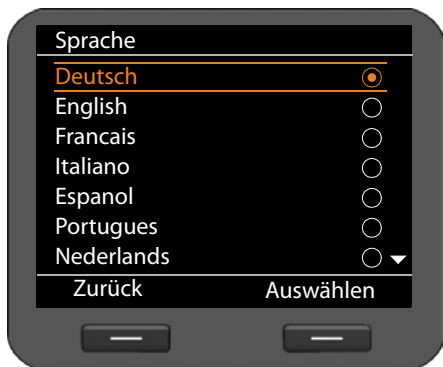 Sprache
Deutsch
English
Francais
Italiano
Espanol
Portugues
Nederlands
Zurück Auswählen